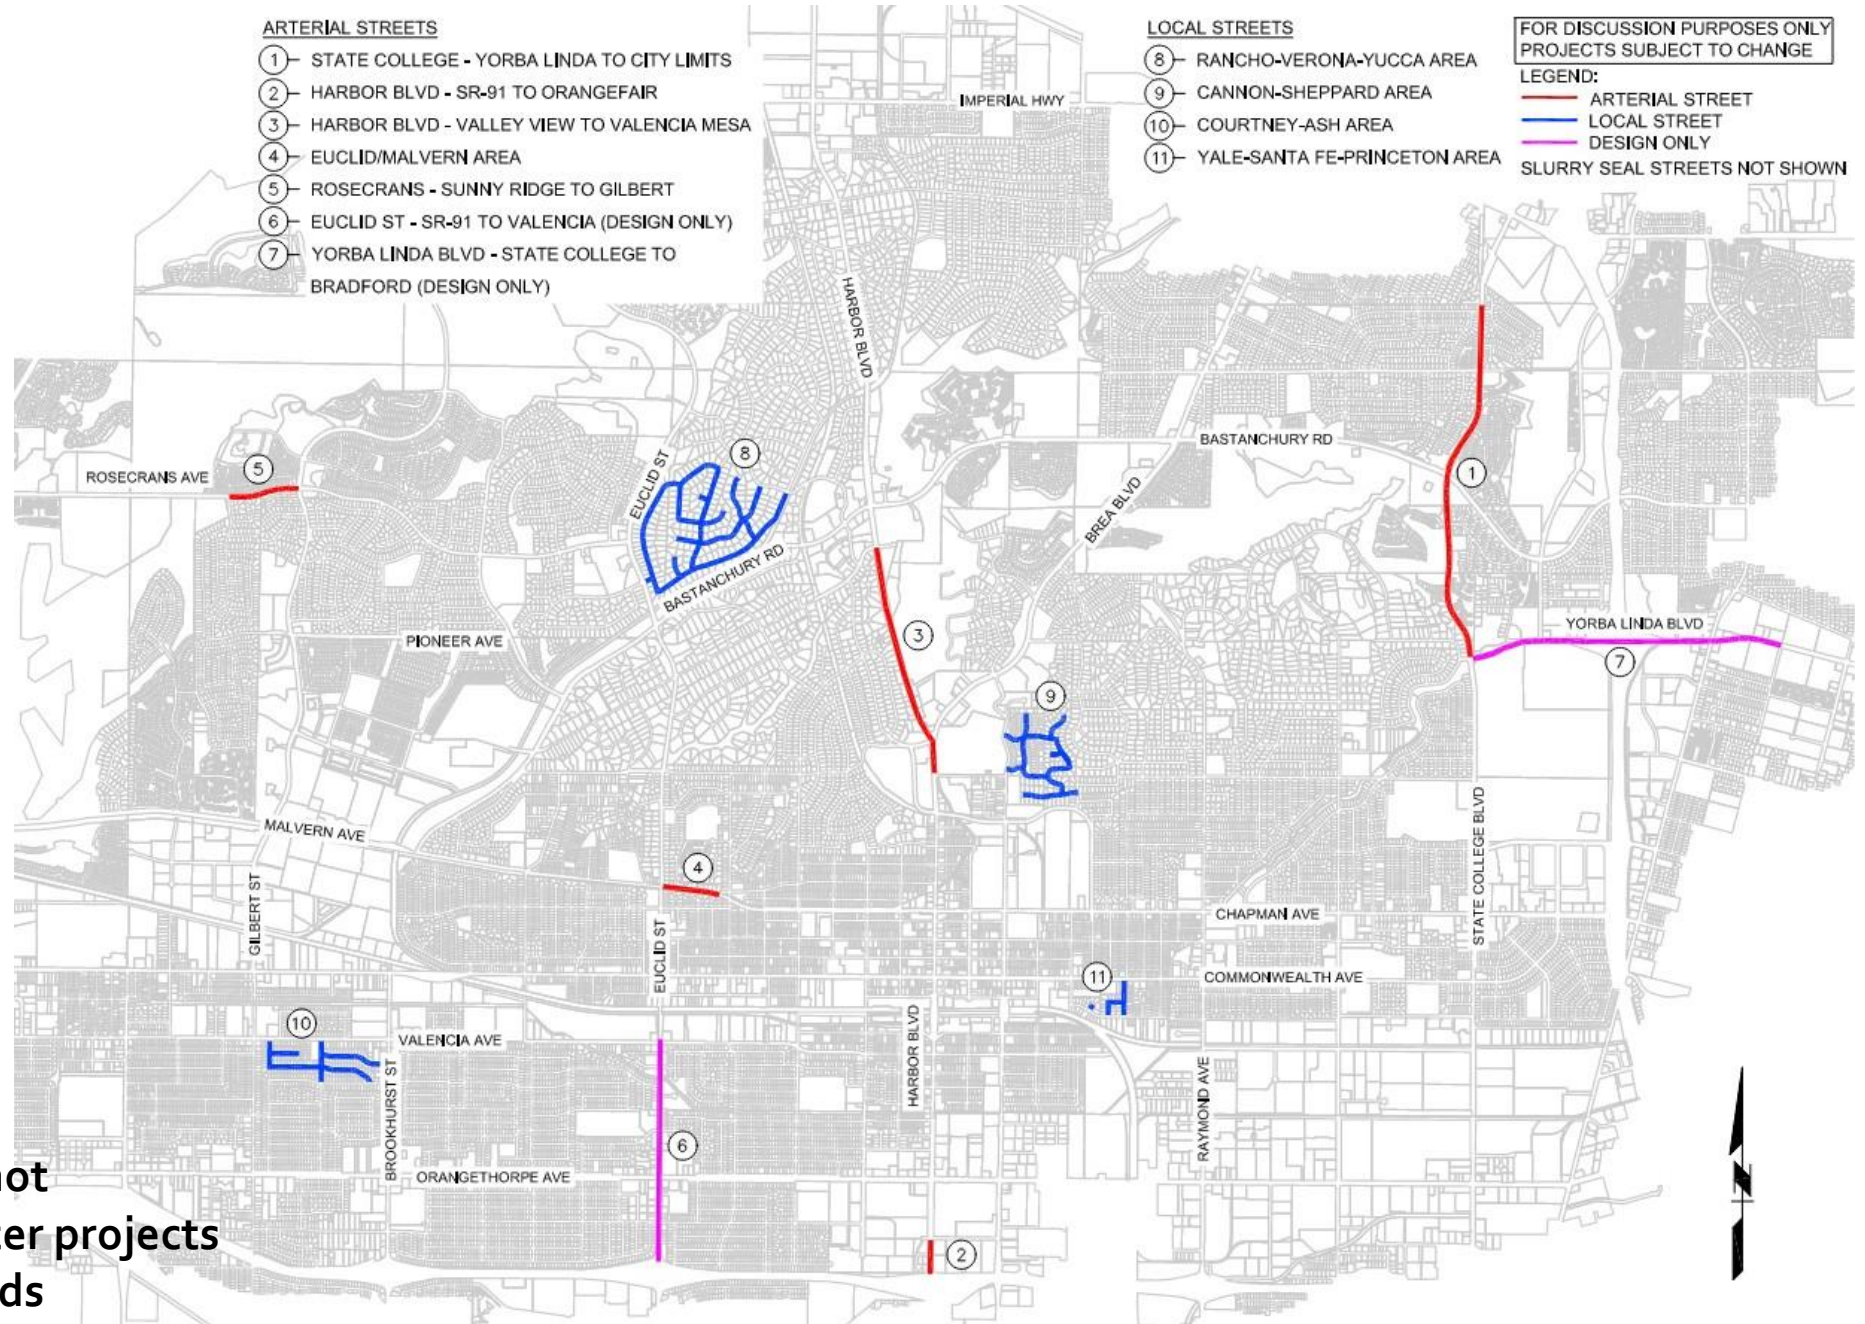 ARTERIAL STREETS
1 STATE COLLEGE - YORBA LINDA TO CITY LIMITS
2 HARBOR BLVD - SR-91 TO ORANGEFAIR
3 HARBOR BLVD - VALLEY VIEW TO VALENCIA MESA
4 EUCLID/MALVERN AREA
5 ROSECRANS - SUNNY RIDGE TO GILBERT
6 EUCLID ST - SR-91 TO VALENCIA (DESIGN ONLY)
7 YORBA LINDA BLVD - STATE COLLEGE TO
BRADFORD (DESIGN ONLY)
LOCAL STREETS
8 RANCHO-VERONA-YUCCA AREA
9 CANNON-SHEPPARD AREA
10 COURTNEY-ASH AREA
11 YALE-SANTA FE-PRINCETON AREA
FOR DISCUSSION PURPOSES ONLY
PROJECTS SUBJECT TO CHANGE
LEGEND:
ARTERIAL STREET
LOCAL STREET
DESIGN ONLY
SLURRY SEAL STREETS NOT SHOWN
IMPERIAL HWY
HARBOR BLVD
BASTANCHURY RD
EUCLID ST
8
5
ROSECRANS AVE
1
BREA BLVD
BASTANCHURY RD
YORBA LINDA BLVD
PIONEER AVE
3
7
9
MALVERN AVE
4
STATE COLLEGE BLVD
GILBERT ST
CHAPMAN AVE
EUCLID ST
11
COMMONWEALTH AVE
10
VALENCIA AVE
HARBOR BLVD
BROOKHURST ST
RAYMOND AVE
6
ORANGETHORPE AVE
2
N
not
ter projects
ds